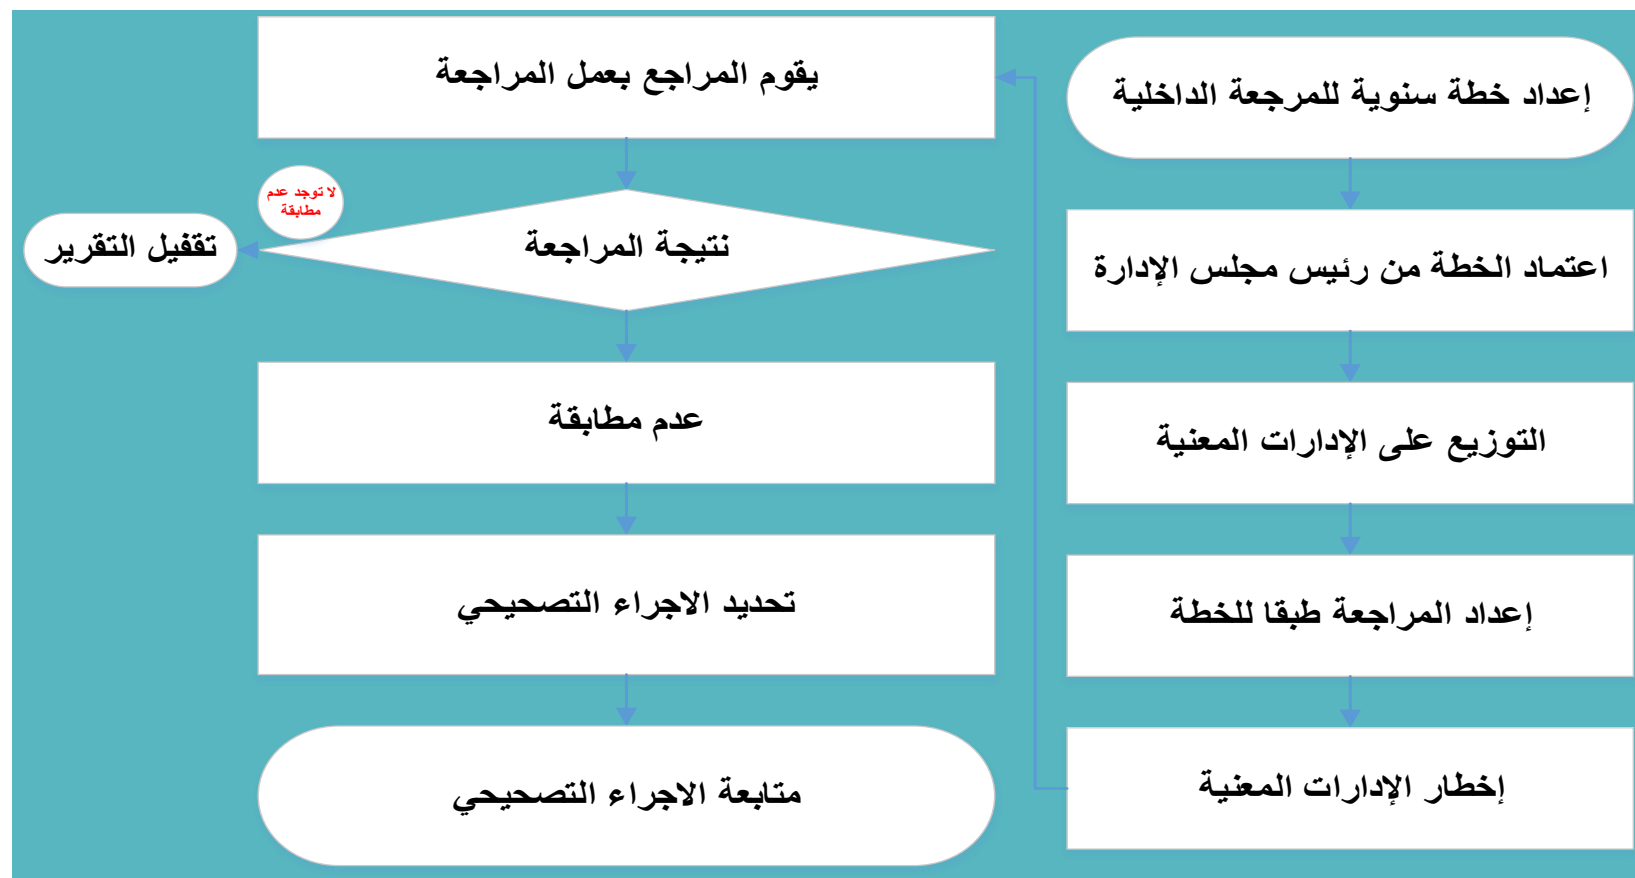 إعداد خطة سنوية للمرجعة الداخلية
اعتماد الخطة من رئيس مجلس الإدارة
التوزيع على الإدارات المعنية
إعداد المراجعة طبقا للخطة
إخطار الإدارات المعنية
يقوم المراجع بعمل المراجعة
نتيجة المراجعة
لا توجد عدم
مطابقة
تقفيل التقرير
عدم مطابقة
تحديد الاجراء التصحيحي
متابعة الاجراء التصحيحي